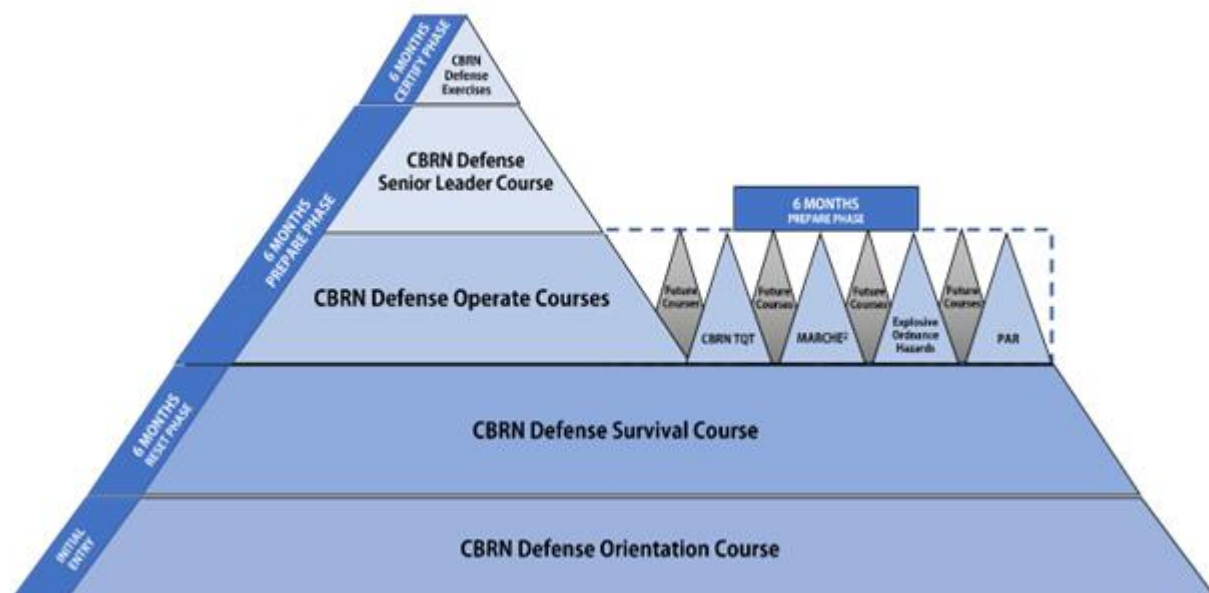 6 MONTHS
CERTIFY PHASE
CBRN
Defense
Exercises
6 MONTHS
PREPARE PHASE
CBRN Defense
Senior Leader Course
6 MONTHS
PREPARE PHASE
CBRN Defense Operate Courses
Future
Courses
CBRN TQT
Future
Courses
MARCHE²
Future
Courses
Explosive
Ordnance
Hazards
Future
Courses
PAR
6 MONTHS
RESET PHASE
CBRN Defense Survival Course
INITIAL
ENTRY
CBRN Defense Orientation Course